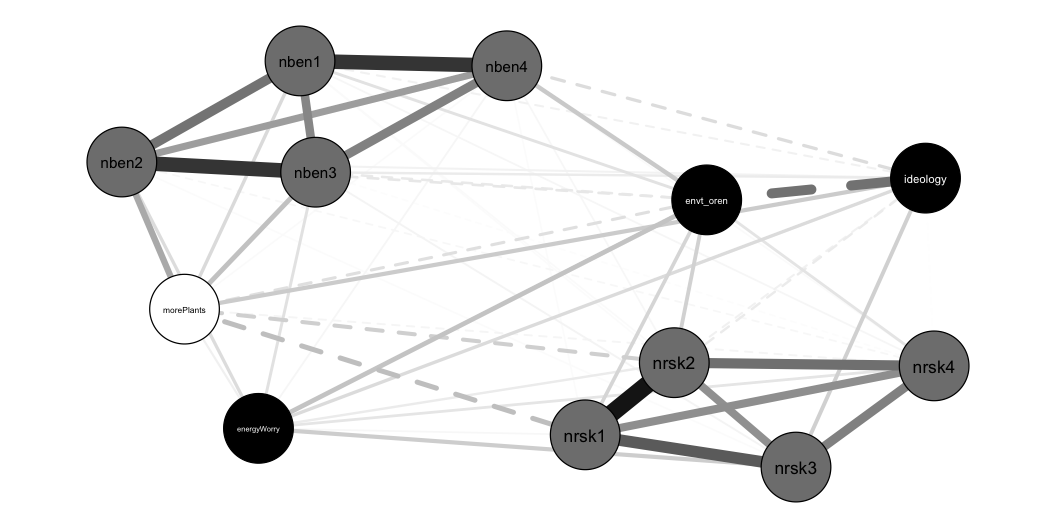 nben1
nben4
nben2
nben3
envt_oren
ideology
morePlants
nrsk2
nrsk4
energyWorry
nrsk1
nrsk3